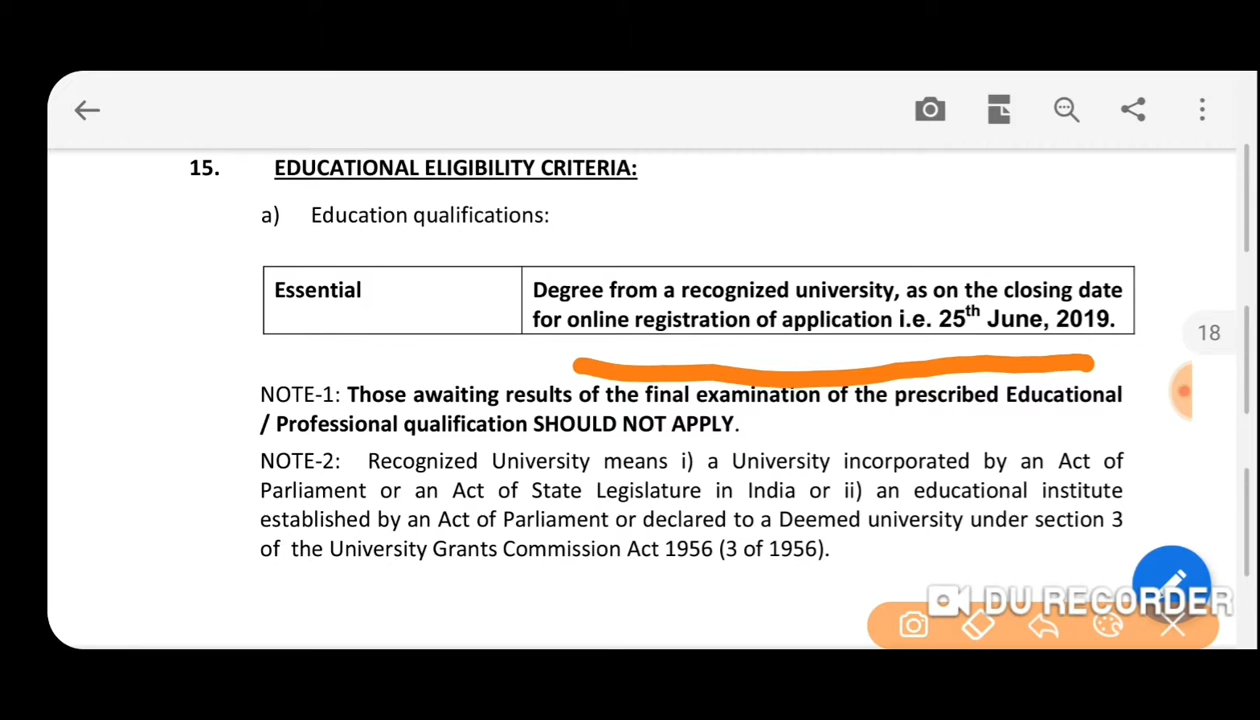 15. EDUCATIONAL ELIGIBILITY CRITERIA:
a) Education qualifications:
Essential
Degree from a recognized university, as on the closing date
for online registration of application i.e. 25th June, 2019.
18
NOTE-1: Those awaiting results of the final examination of the prescribed Educational
/ Professional qualification SHOULD NOT APPLY.
NOTE-2: Recognized University means i) a University incorporated by an Act of
Parliament or an Act of State Legislature in India or ii) an educational institute
established by an Act of Parliament or declared to a Deemed university under section 3
of the University Grants Commission Act 1956 (3 of 1956).
DU RECORDER